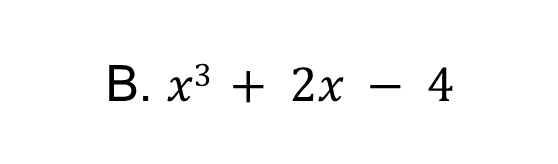 B. x³ + 2x − 4